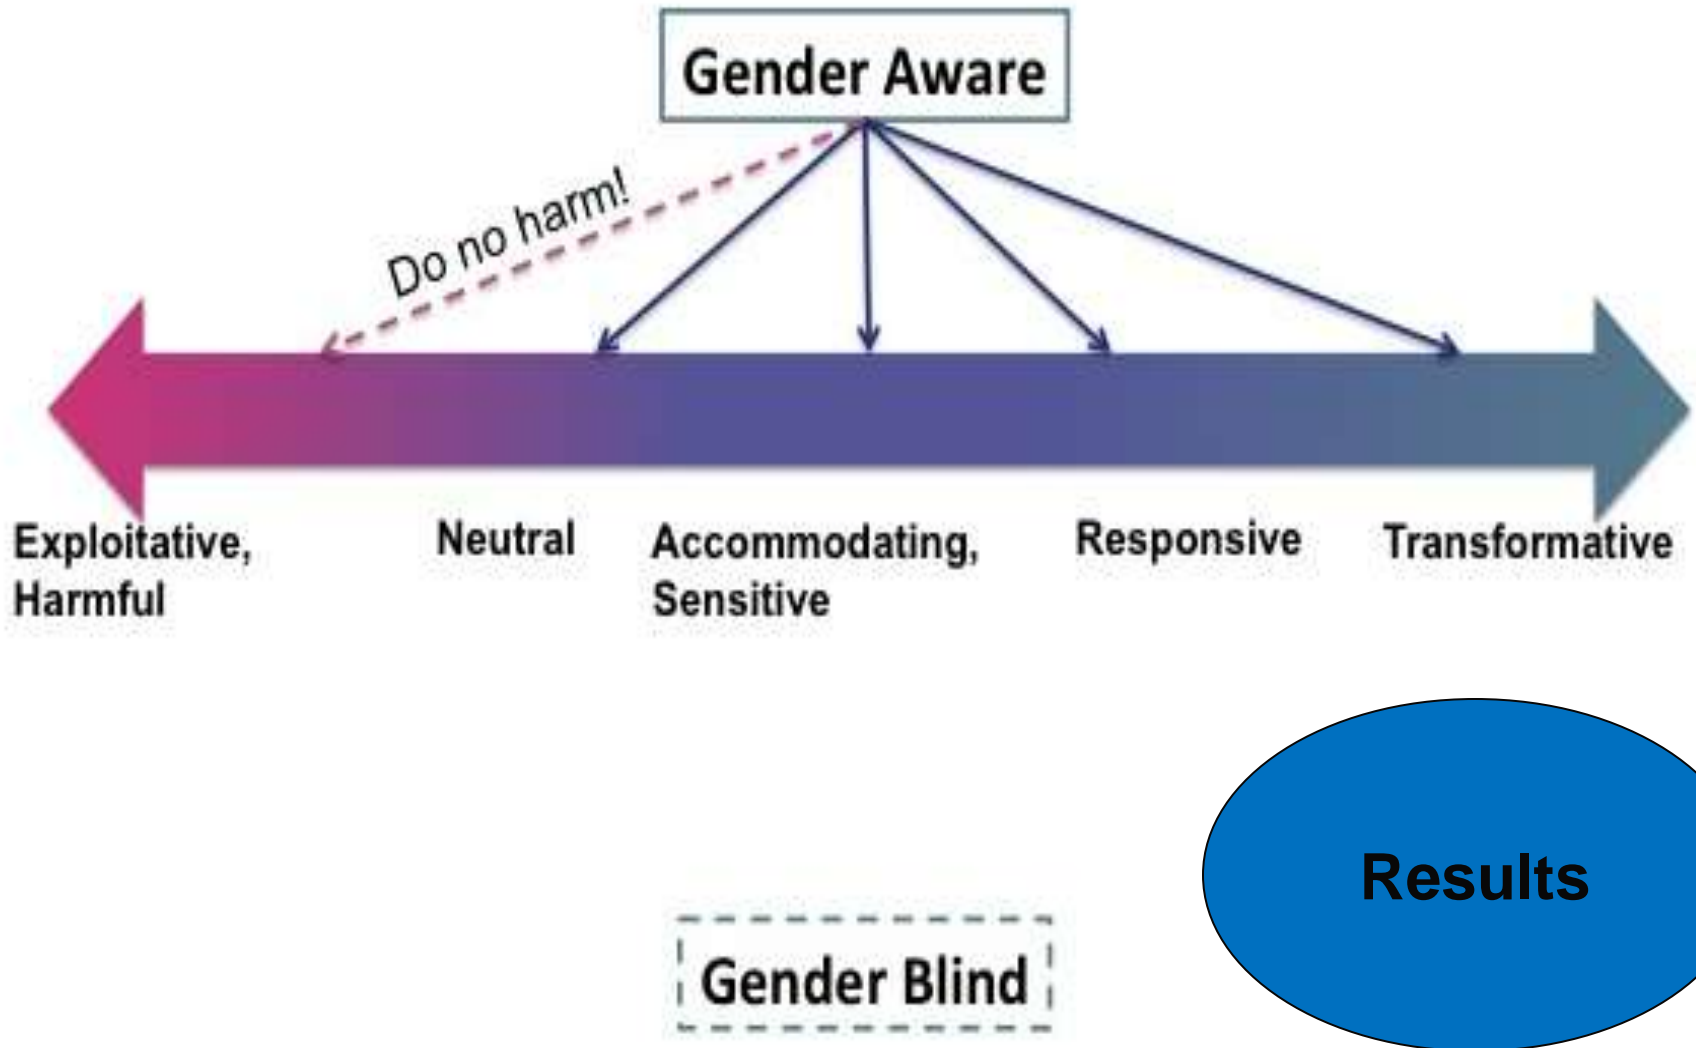 Gender Aware
Do no harm!
Exploitative,
Harmful
Neutral
Accommodating,
Sensitive
Responsive
Transformative
Results
Gender Blind